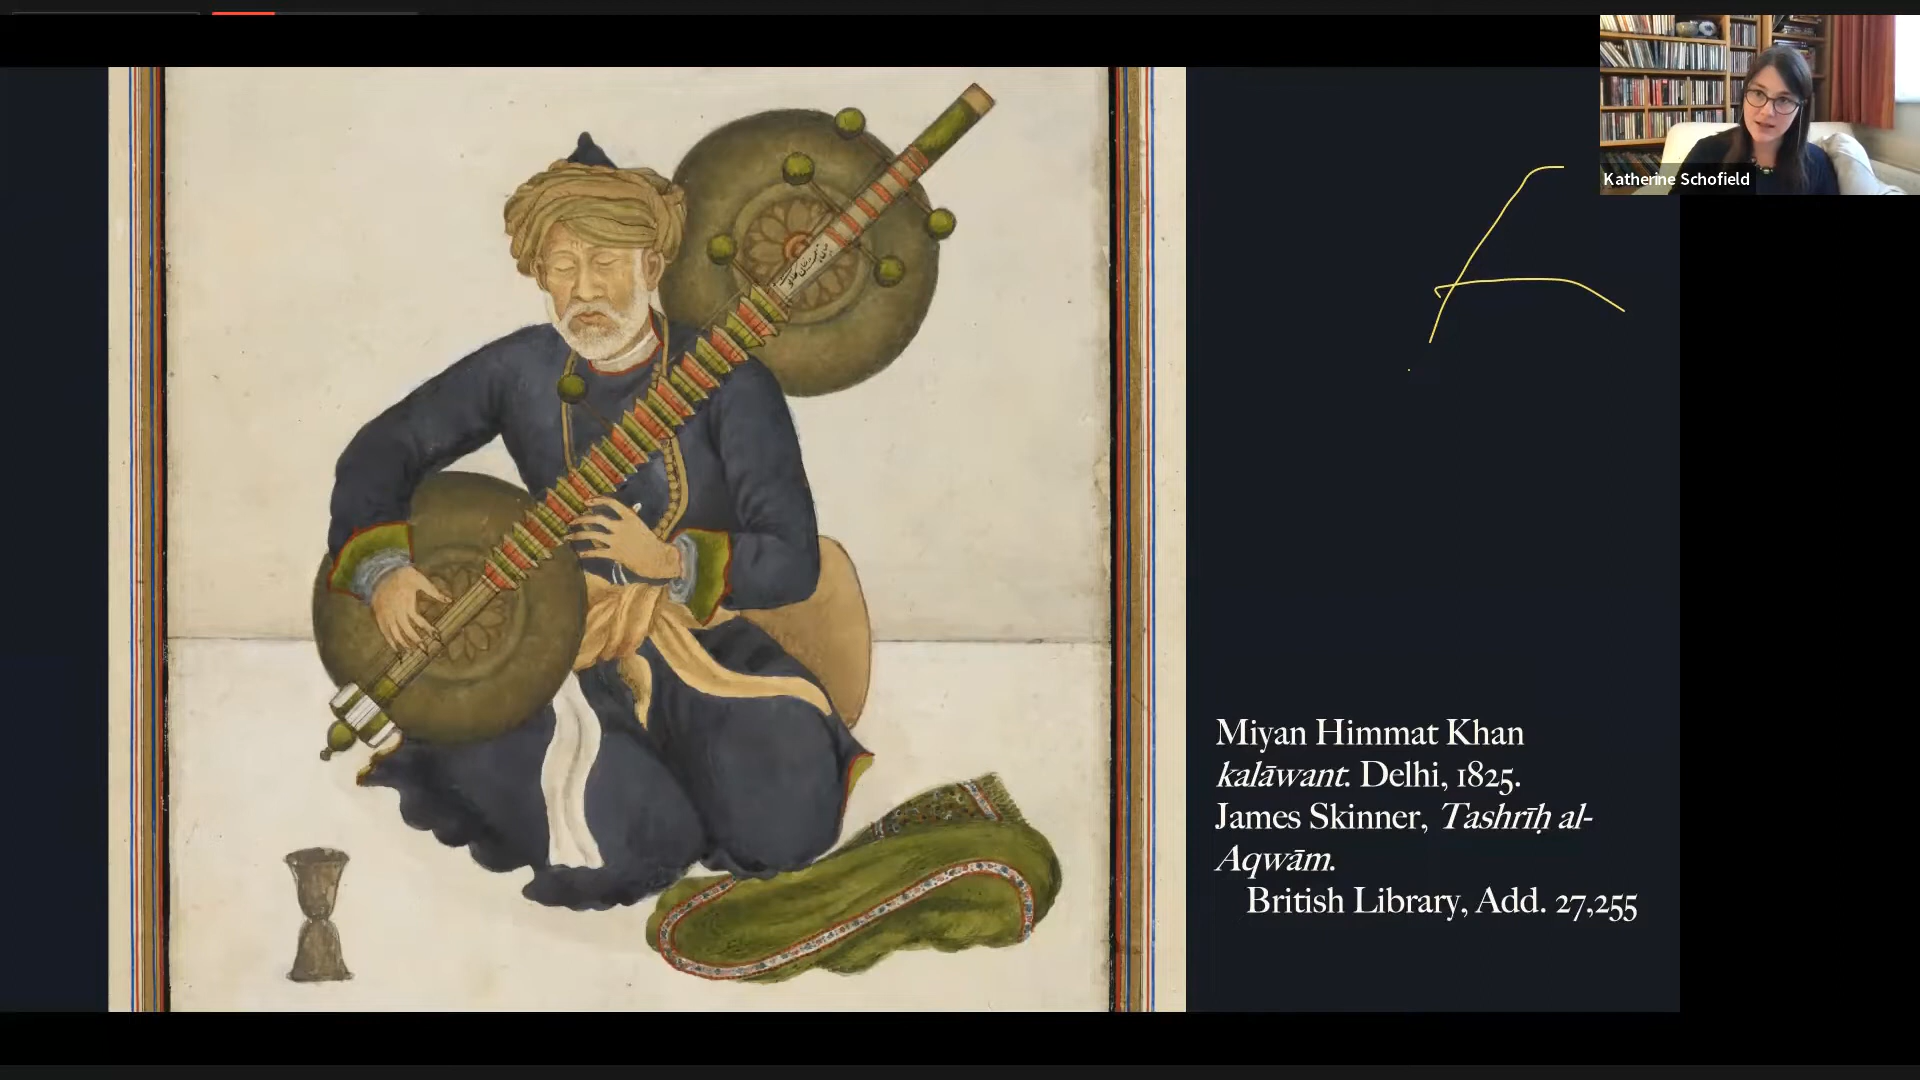 Katherine Schofield
Miyan Himmat Khan
kalāwant. Delhi, 1825.
James Skinner, Tashrīḥ al-
Aqwām.
British Library, Add. 27,255